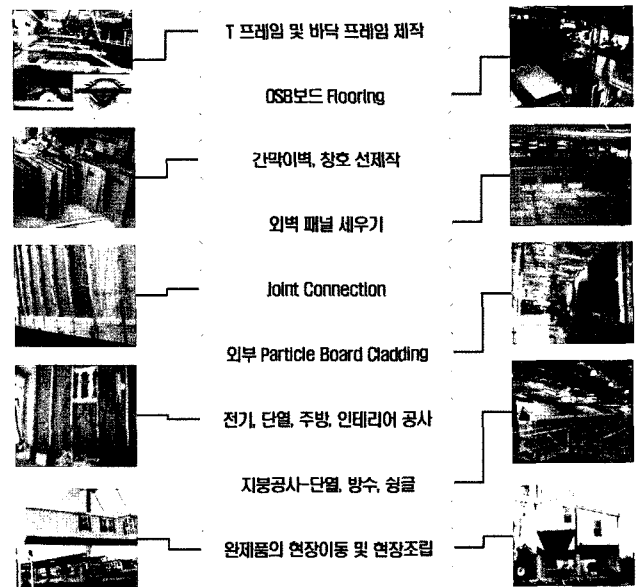 T 프레임 및 바닥 프레임 제작
OSB보드 Flooring
간막이벽, 창호 선제작
외벽 패널 세우기
Joint Connection
외부 Particle Board Cladding
전기, 단열, 주방, 인테리어 공사
지붕공사-단열, 방수, 슁글
완제품의 현장이동 및 현장조립